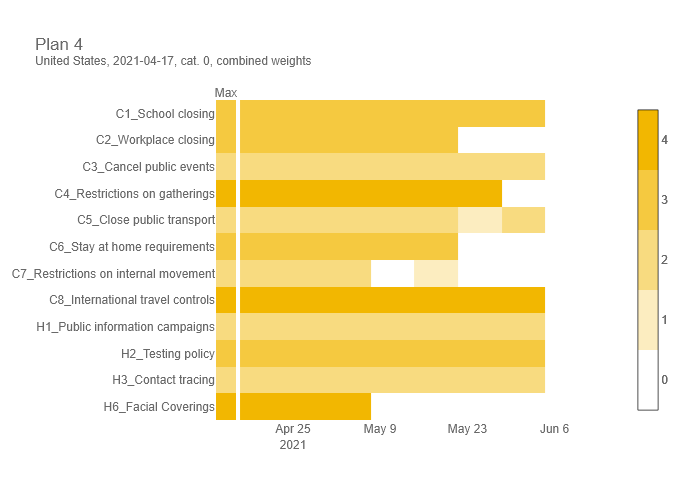 Plan 4
United States, 2021-04-17, cat. 0, combined weights
Max
C1_School closing
C2_Workplace closing
C3_Cancel public events
C4_Restrictions on gatherings
C5_Close public transport
C6_Stay at home requirements
C7_Restrictions on internal movement
C8_International travel controls
H1_Public information campaigns
H2_Testing policy
H3_Contact tracing
H6_Facial Coverings
Apr 25 May 9 May 23 Jun 6
2021
4
3
2
1
0